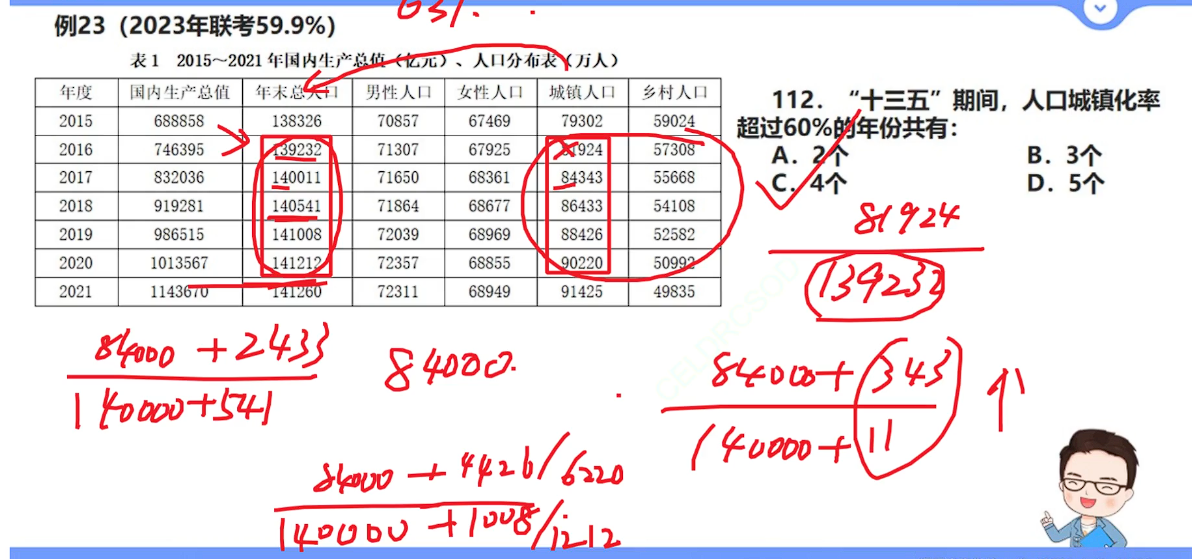 63%.
例23（2023年联考59.9%）
表1 2015～2021年国内生产总值（亿元）、人口分布表（万人）
年度 国内生产总值 年末总人口 男性人口 女性人口 城镇人口 乡村人口
2015 688858 138326 70857 67469 79302 59024
2016 746395 139232 71307 67925 81924 57308
2017 832036 140011 71650 68361 84343 55668
2018 919281 140541 71864 68677 86433 54108
2019 986515 141008 72039 68969 88426 52582
2020 1013567 141212 72357 68855 90220 50992
2021 1143670 141260 72311 68949 91425 49835
112．“十三五”期间，人口城镇化率
超过60%的年份共有：
A．2个 B．3个
C．4个 D．5个
81924
139232
84000 + 2433
140000+541
84000.
84000+ 343
140000+ 11
84000 + 4426/6220
140000 +1008/1212